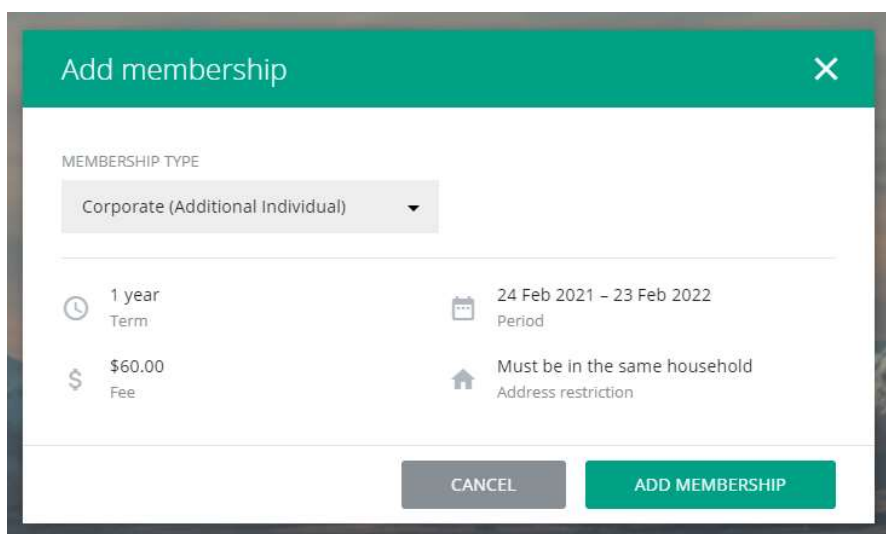 Add membership
MEMBERSHIP TYPE
Corporate (Additional Individual)
1 year
Term
24 Feb 2021 – 23 Feb 2022
Period
$60.00
Fee
Must be in the same household
Address restriction
CANCEL
ADD MEMBERSHIP